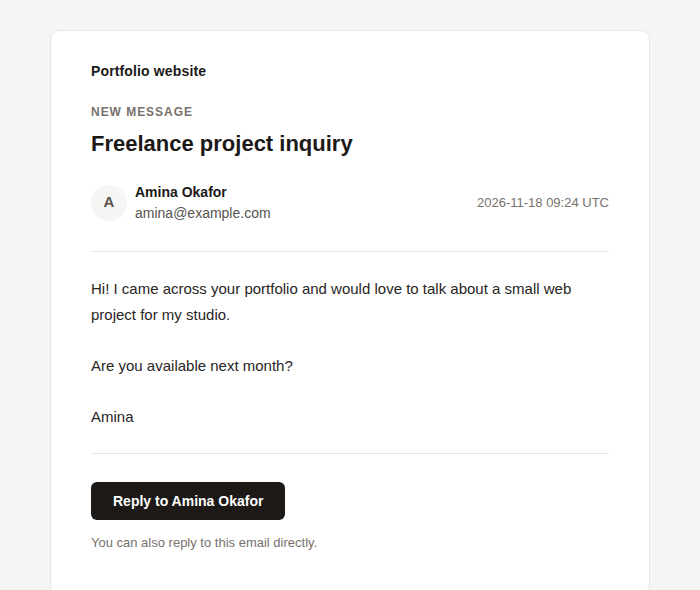 Portfolio website
NEW MESSAGE
Freelance project inquiry
A
Amina Okafor
amina@example.com
2026-11-18 09:24 UTC
Hi! I came across your portfolio and would love to talk about a small web
project for my studio.
Are you available next month?
Amina
Reply to Amina Okafor
You can also reply to this email directly.